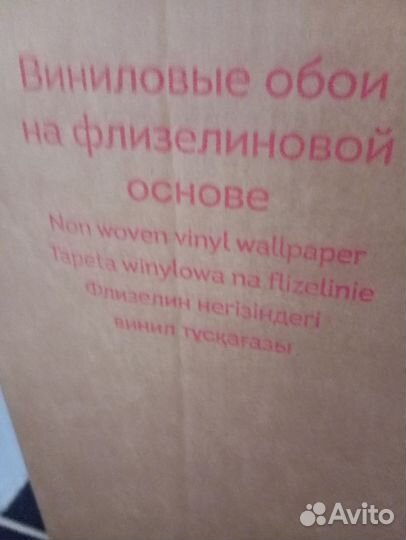 Виниловые обои
на флизелиновой
основе
Non woven vinyl wallpaper
Tapeta winylowa na flizelinie
Флизелин негізіндегі
винил тұсқағазы
Avito